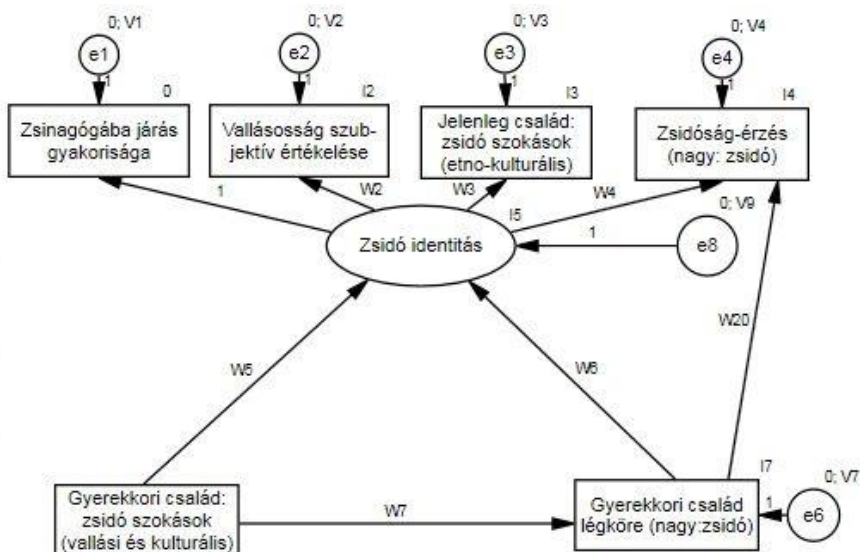 0; V1
0; V2
0; V3
0; V4
e1
e2
e3
e4
1
1
1
1
0
I2
I3
I4
Zsinagógába járás
gyakorisága
Vallásosság szub-
jektív értékelése
Jelenleg család:
zsidó szokások
(etno-kulturális)
Zsidóság-érzés
(nagy: zsidó)
1
W2
W3
W4
I5
0; V9
Zsidó identitás
1
e8
W20
W5
W6
I7
0; V7
Gyerekkori család:
zsidó szokások
(vallási és kulturális)
W7
Gyerekkori család
légköre (nagy:zsidó)
1
e6